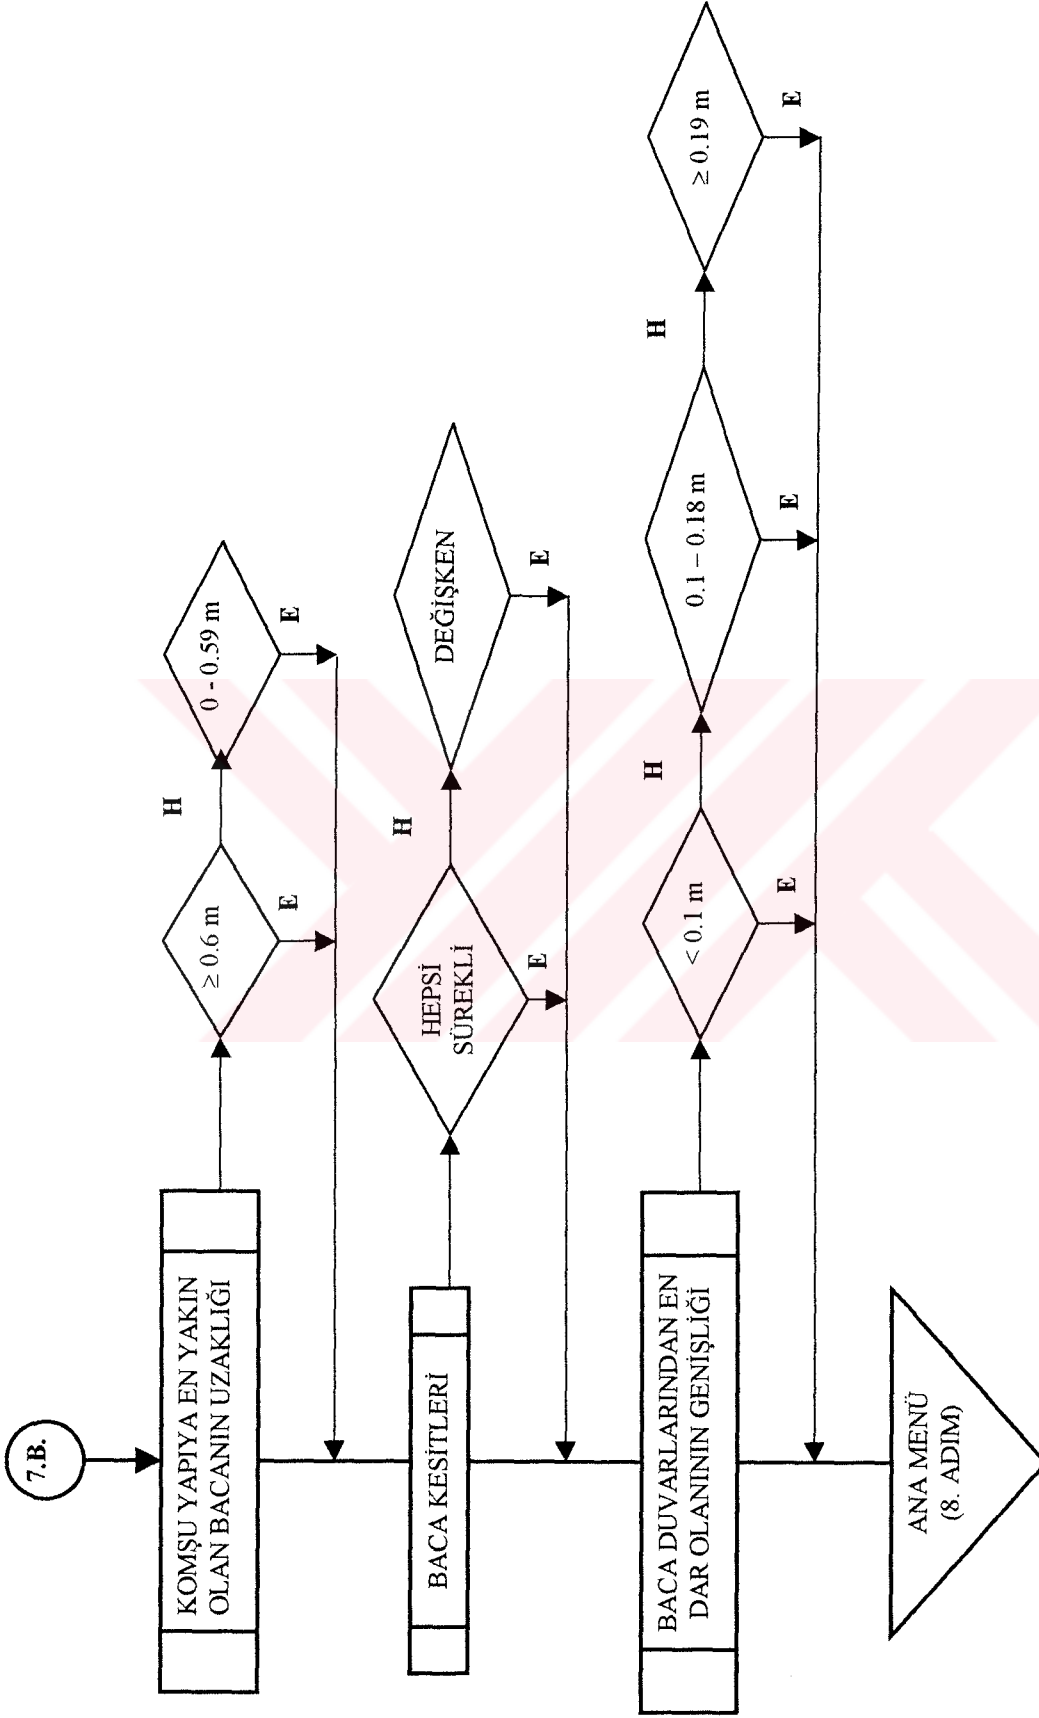 7.B.
KOMŞU YAPIYA EN YAKIN
OLAN BACANIN UZAKLIĞI
≥ 0.6 m
H
0 - 0.59 m
E
E
BACA KESİTLERİ
HEPSİ
SÜREKLİ
H
DEĞİŞKEN
E
E
BACA DUVARLARINDAN EN
DAR OLANININ GENİŞLİĞİ
< 0.1 m
H
0.1 – 0.18 m
H
≥ 0.19 m
E
E
E
ANA MENÜ
(8. ADIM)